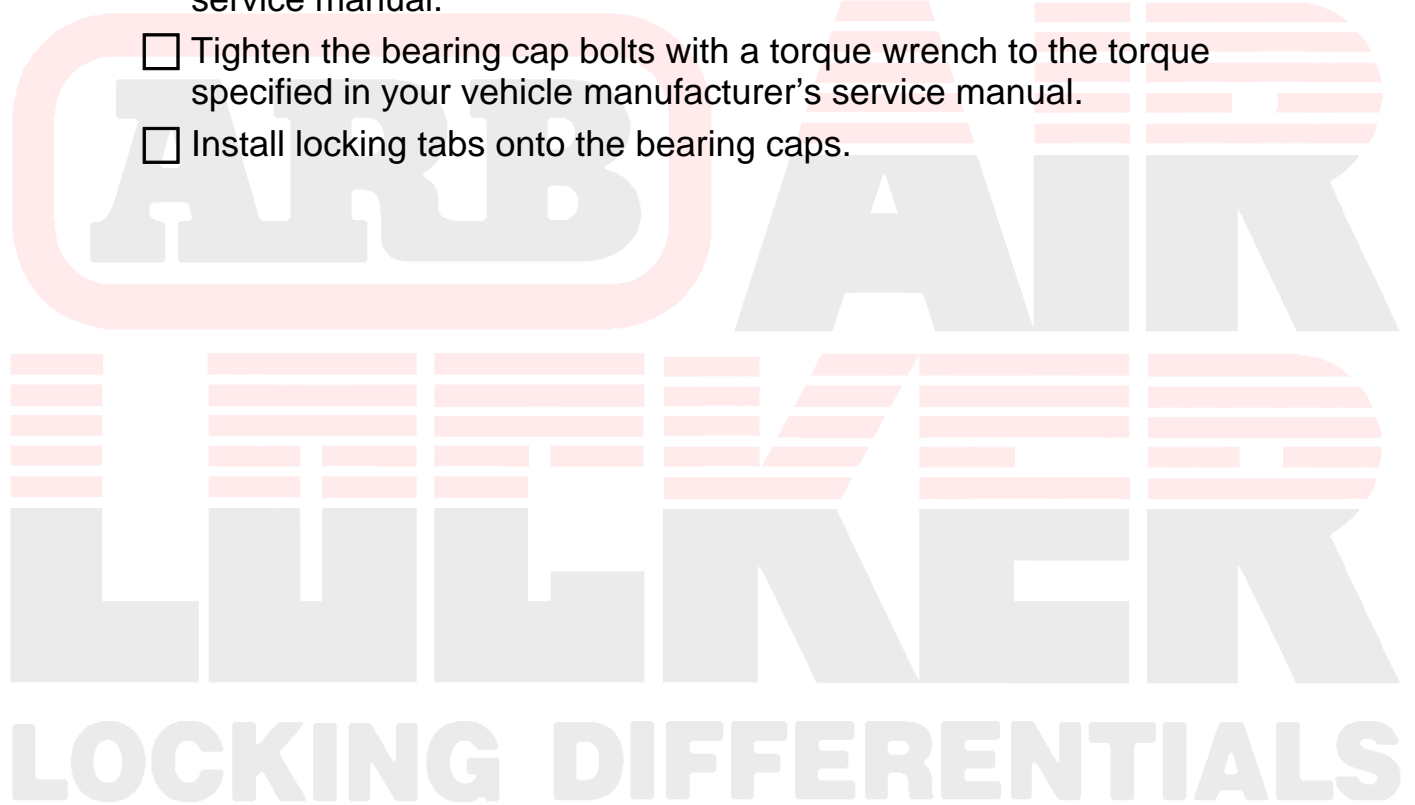 service manual.
☐ Tighten the bearing cap bolts with a torque wrench to the torque
specified in your vehicle manufacturer’s service manual.
☐ Install locking tabs onto the bearing caps.
ARB AIR
LOCKER
LOCKING DIFFERENTIALS